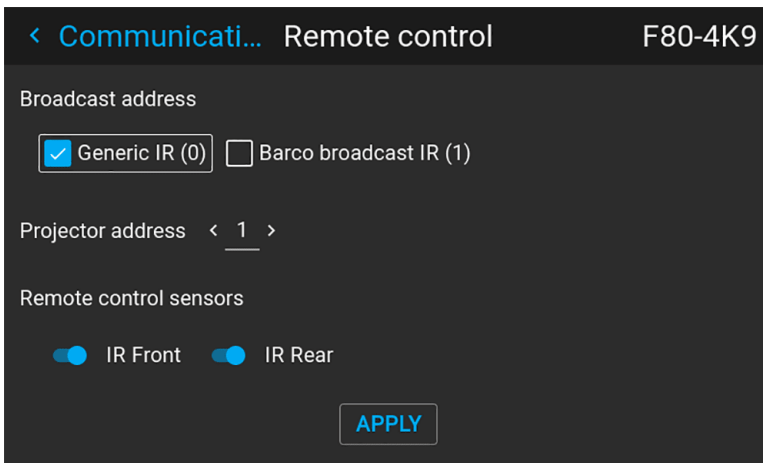 ‹ Communicati... Remote control F80-4K9
Broadcast address
Generic IR (0) Barco broadcast IR (1)
Projector address ‹ 1 ›
Remote control sensors
IR Front IR Rear
APPLY